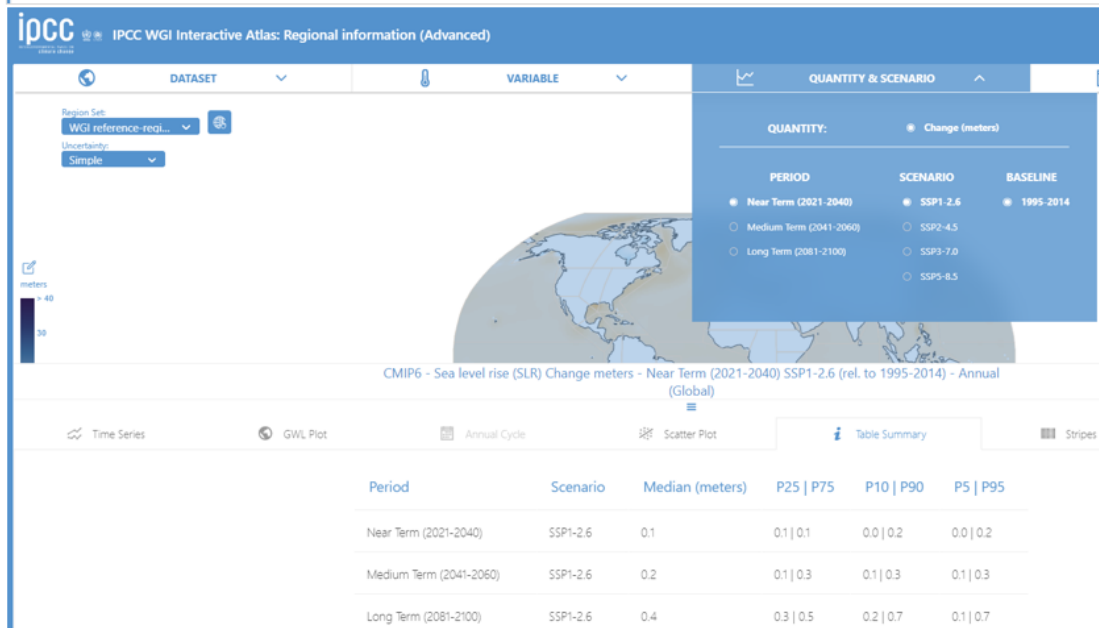 ipcc
IPCC WGI Interactive Atlas: Regional information (Advanced)
DATASET VARIABLE QUANTITY & SCENARIO
Region Set:
WGI reference-regi...
Uncertainty:
Simple
QUANTITY: Change (meters)
PERIOD SCENARIO BASELINE
Near Term (2021-2040) SSP1-2.6 1995-2014
Medium Term (2041-2060) SSP2-4.5
Long Term (2081-2100) SSP3-7.0
SSP5-8.5
meters
> 40
30
CMIP6 - Sea level rise (SLR) Change meters - Near Term (2021-2040) SSP1-2.6 (rel. to 1995-2014) - Annual
(Global)
Time Series GWL Plot Annual Cycle Scatter Plot Table Summary Stripes
Period Scenario Median (meters) P25 | P75 P10 | P90 P5 | P95
Near Term (2021-2040) SSP1-2.6 0.1 0.1 | 0.1 0.0 | 0.2 0.0 | 0.2
Medium Term (2041-2060) SSP1-2.6 0.2 0.1 | 0.3 0.1 | 0.3 0.1 | 0.3
Long Term (2081-2100) SSP1-2.6 0.4 0.3 | 0.5 0.2 | 0.7 0.1 | 0.7